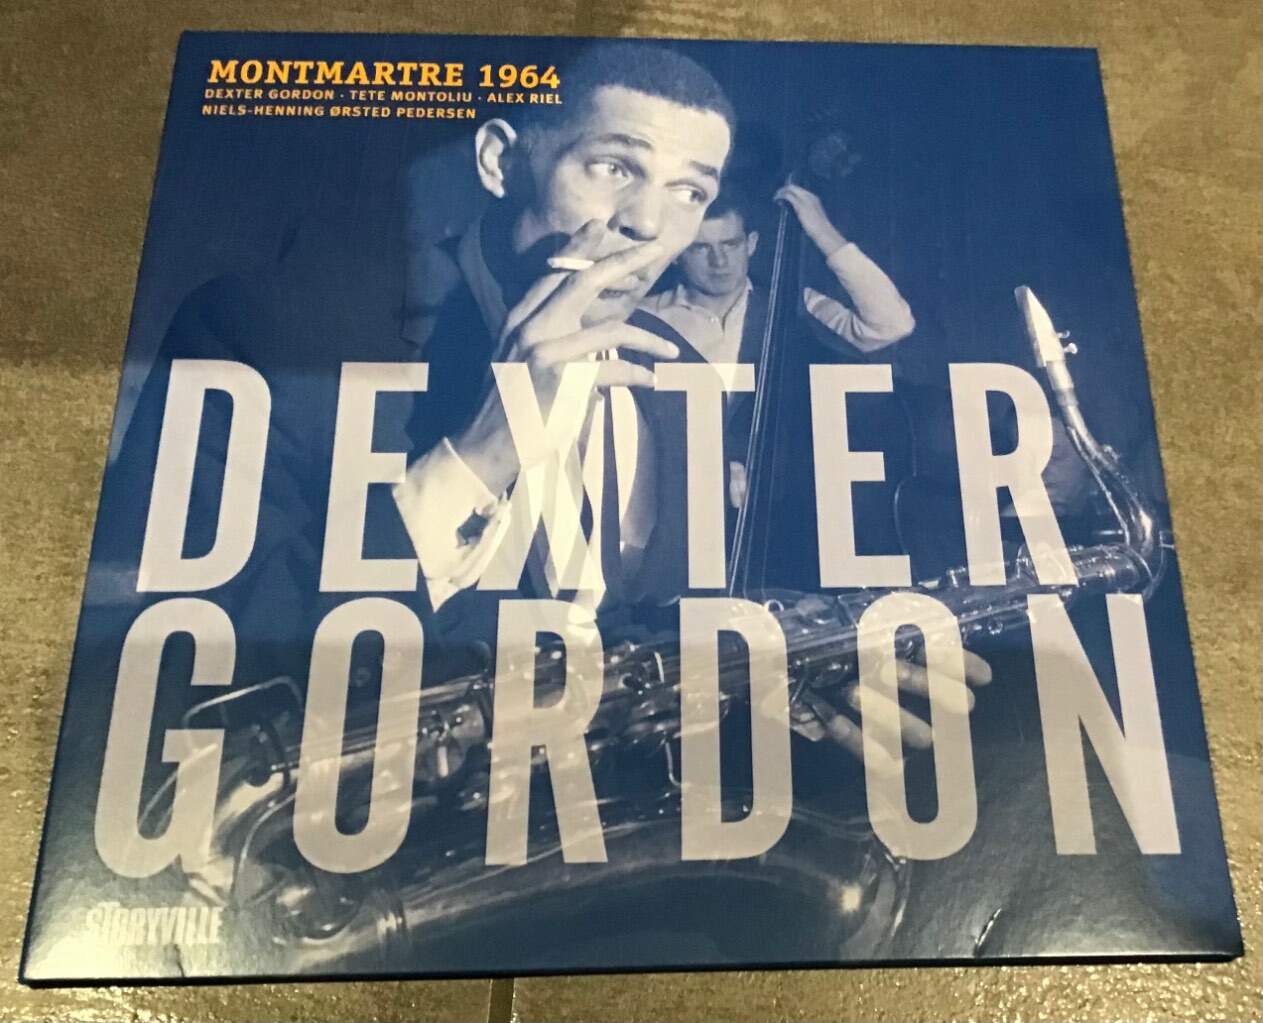 MONTMARTRE 1964
DEXTER GORDON · TETE MONTOLIU · ALEX RIEL
NIELS-HENNING ØRSTED PEDERSEN
DEXTER
GORDON
STORYVILLE